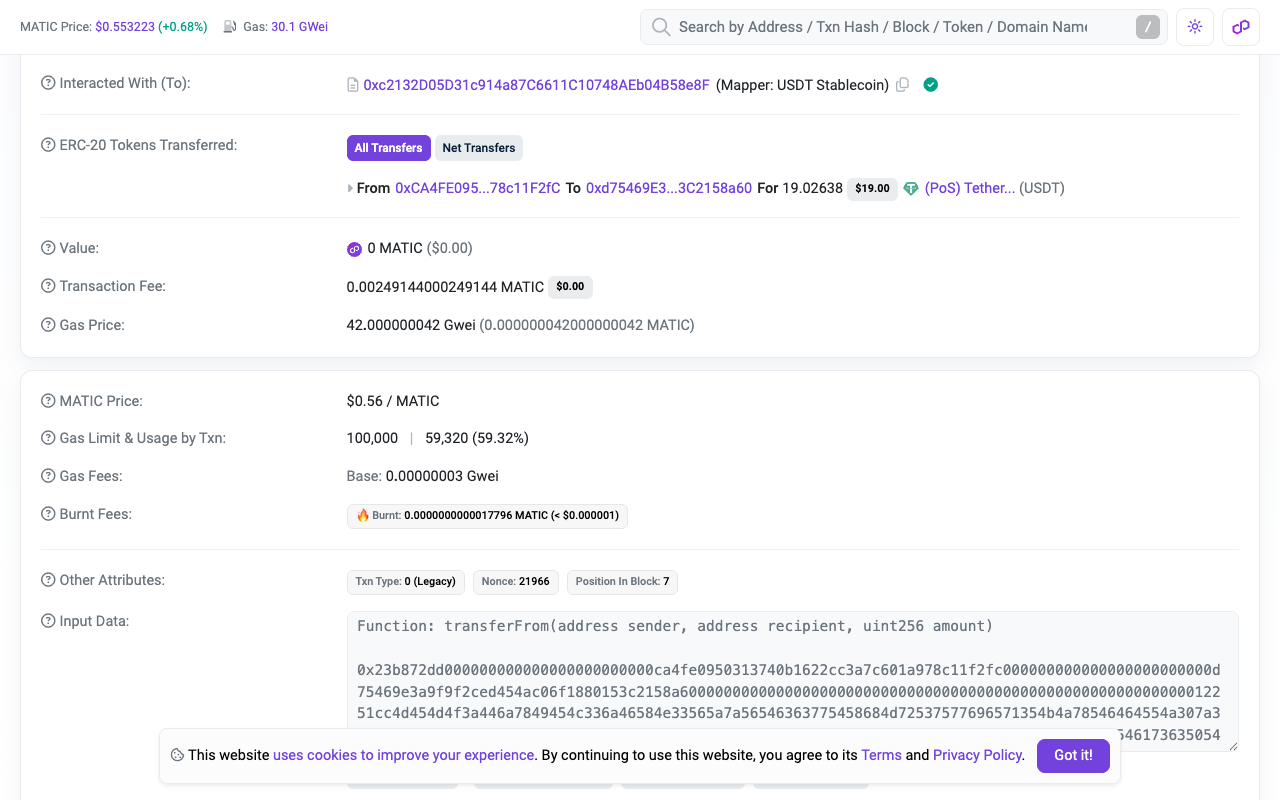 MATIC Price: $0.553223 (+0.68%) Gas: 30.1 GWei
Search by Address / Txn Hash / Block / Token / Domain Name /
Interacted With (To): 0xc2132D05D31c914a87C6611C10748AEb04B58e8F (Mapper: USDT Stablecoin)
ERC-20 Tokens Transferred: All Transfers Net Transfers
From 0xCA4FE095...78c11F2fC To 0xd75469E3...3C2158a60 For 19.02638 $19.00 (PoS) Tether... (USDT)
Value: 0 MATIC ($0.00)
Transaction Fee: 0.00249144000249144 MATIC $0.00
Gas Price: 42.000000042 Gwei (0.000000042000000042 MATIC)
MATIC Price: $0.56 / MATIC
Gas Limit & Usage by Txn: 100,000 | 59,320 (59.32%)
Gas Fees: Base: 0.00000003 Gwei
Burnt Fees: Burnt: 0.0000000000017796 MATIC (< $0.000001)
Other Attributes: Txn Type: 0 (Legacy) Nonce: 21966 Position In Block: 7
Input Data: Function: transferFrom(address sender, address recipient, uint256 amount)
0x23b872dd000000000000000000000000ca4fe0950313740b1622cc3a7c601a978c11f2fc000000000000000000000000d
75469e3a9f9f2ced454ac06f1880153c2158a60000000000000000000000000000000000000000000000000000000000122
51cc4d454d4f3a446a7849454c336a46584e33565a7a56546363775458684d72537577696571354b4a78546464554a307a3
546173635054
This website uses cookies to improve your experience. By continuing to use this website, you agree to its Terms and Privacy Policy. Got it!